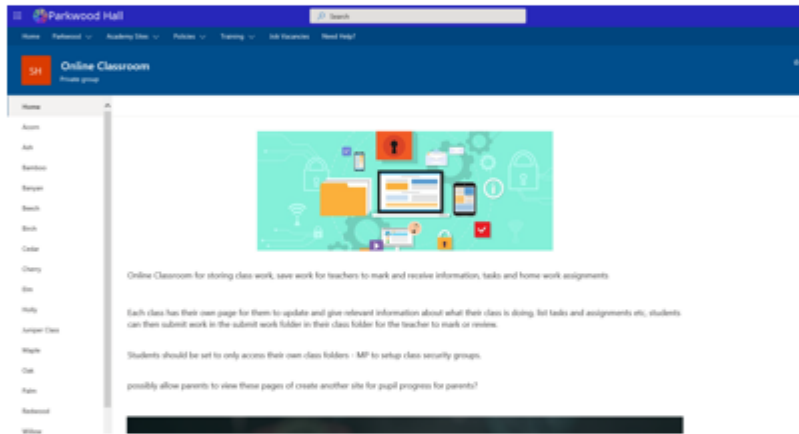 Parkwood Hall
Search
Home Parkwood Academy Sites Policies Training Job Vacancies Need Help?
SH
Online Classroom
Private group
Home
Acorn
Ash
Bamboo
Banyan
Beech
Birch
Cedar
Cherry
Elm
Holly
Juniper Class
Maple
Oak
Palm
Redwood
Willow
Online Classroom for storing class work, save work for teachers to mark and receive information, tasks and home work assignments
Each class has their own page for them to update and give relevant information about what their class is doing, list tasks and assignments etc, students
can then submit work in the submit work folder in their class folder for the teacher to mark or review.
Students should be set to only access their own class folders - MP to setup class security groups.
possibly allow parents to view these pages of create another site for pupil progress for parents?